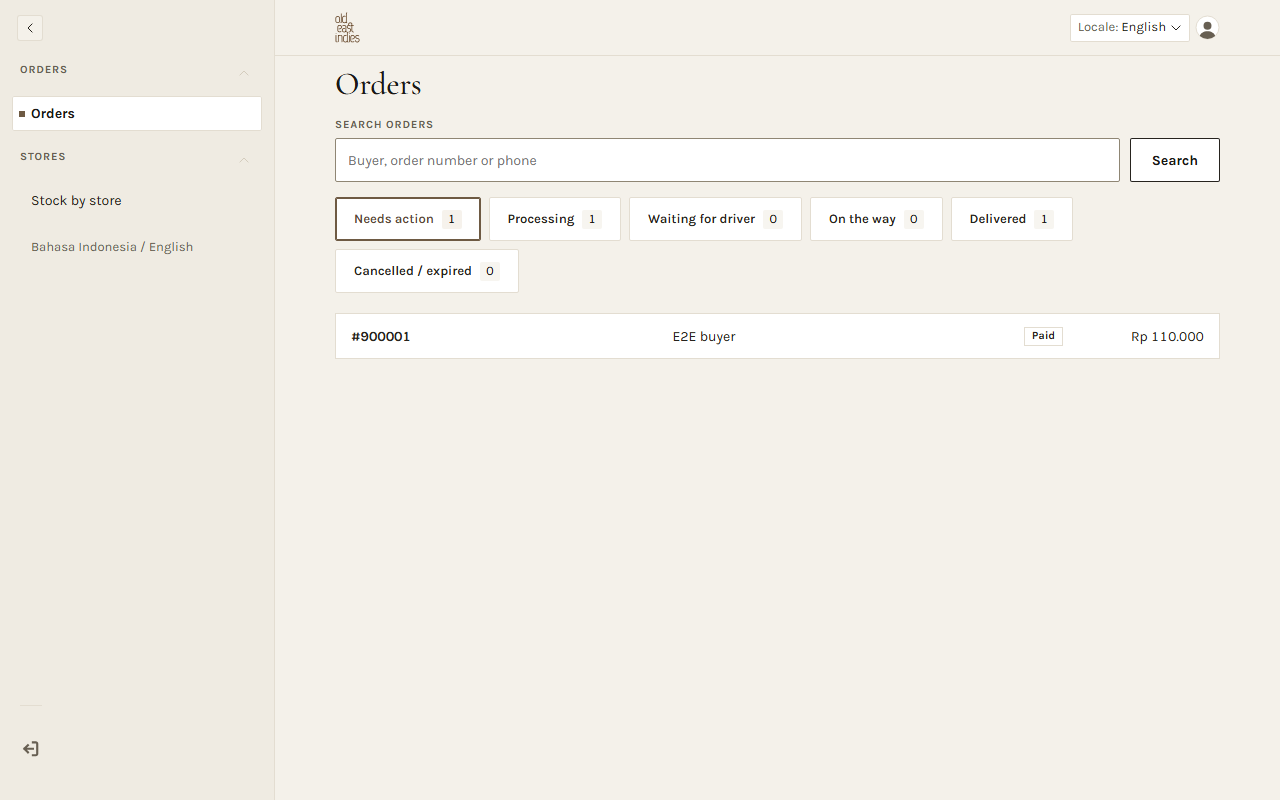 old
east
indies
Locale: English
ORDERS
Orders
STORES
Stock by store
Bahasa Indonesia / English
Orders
SEARCH ORDERS
Buyer, order number or phone
Search
Needs action 1
Processing 1
Waiting for driver 0
On the way 0
Delivered 1
Cancelled / expired 0
#900001 E2E buyer Paid Rp 110.000